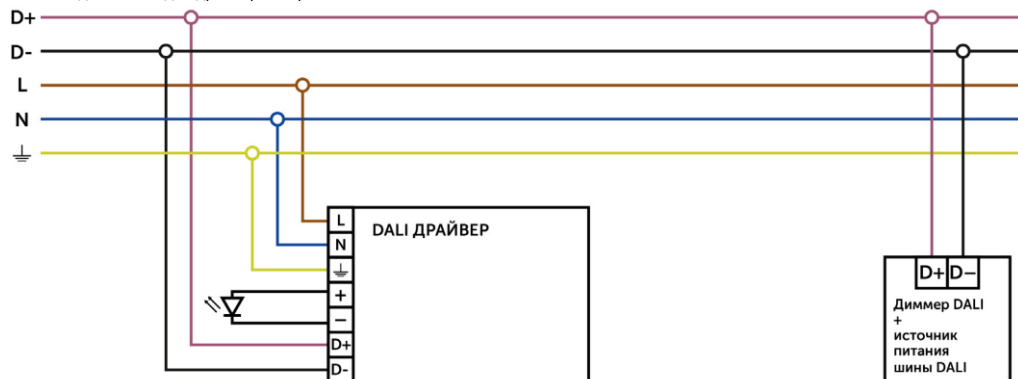 D+
D-
L
N
L
N
DALI ДРАЙВЕР
+
−
D+
D-
D+ D−
Диммер DALI
+
источник
питания
шины DALI